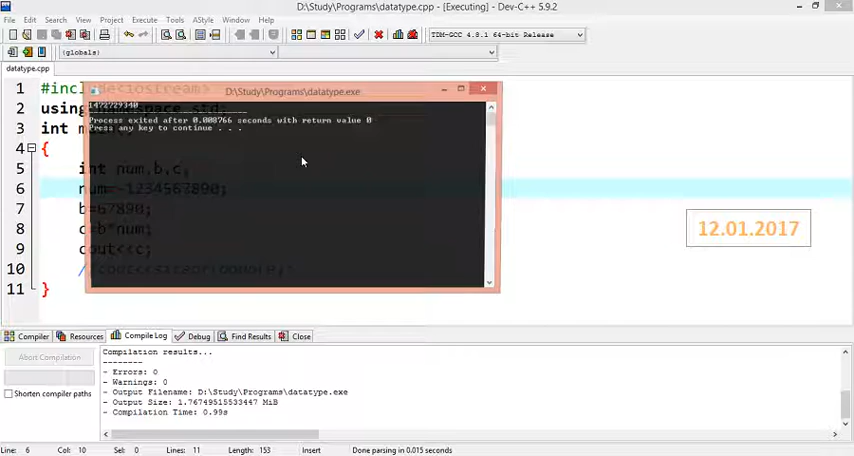 D:\Study\Programs\datatype.cpp - [Executing] - Dev-C++ 5.9.2
File Edit Search View Project Execute Tools AStyle Window Help
TDM-GCC 4.8.1 64-bit Release
(globals)
datatype.cpp
D:\Study\Programs\datatype.exe
1472729340
Process exited after 0.008766 seconds with return value 0
Press any key to continue . . .
1 #include<iostream>
2 using namespace std;
3 int main()
4 {
5 int num,b,c;
6 num=-1234567890;
7 b=67890;
8 c=b*num;
9 cout<<c;
10
11 }
12.01.2017
Compiler Resources Compile Log Debug Find Results Close
Abort Compilation
Shorten compiler paths
Compilation results...
--------
- Errors: 0
- Warnings: 0
- Output Filename: D:\Study\Programs\datatype.exe
- Output Size: 1.76749515533447 MiB
- Compilation Time: 0.99s
Line: 6 Col: 10 Sel: 0 Lines: 11 Length: 153 Insert Done parsing in 0.015 seconds